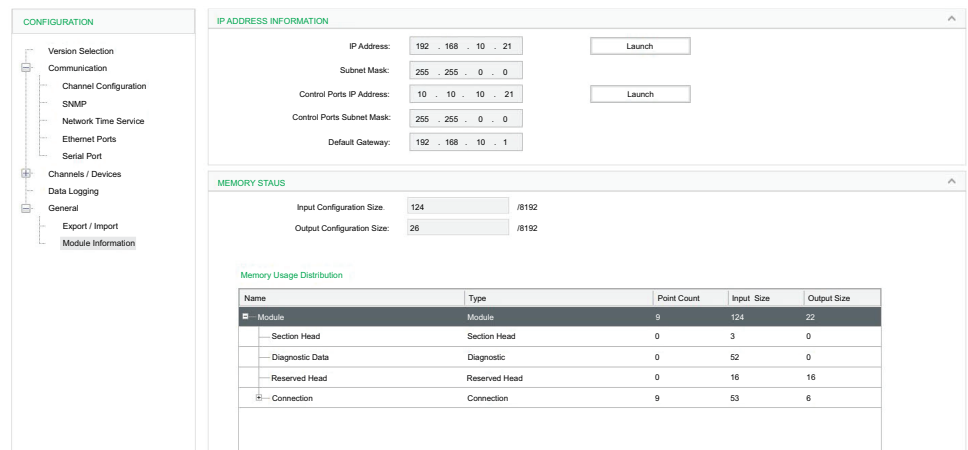 CONFIGURATION
Version Selection
Communication
Channel Configuration
SNMP
Network Time Service
Ethernet Ports
Serial Port
Channels / Devices
Data Logging
General
Export / Import
Module Information
IP ADDRESS INFORMATION
IP Address: 192 . 168 . 10 . 21 Launch
Subnet Mask: 255 . 255 . 0 . 0
Control Ports IP Address: 10 . 10 . 10 . 21 Launch
Control Ports Subnet Mask: 255 . 255 . 0 . 0
Default Gateway: 192 . 168 . 10 . 1
MEMORY STAUS
Input Configuration Size 124 /8192
Output Configuration Size: 26 /8192
Memory Usage Distribution
Name Type Point Count Input Size Output Size
Module Module 9 124 22
Section Head Section Head 0 3 0
Diagnostic Data Diagnostic 0 52 0
Reserved Head Reserved Head 0 16 16
Connection Connection 9 53 6